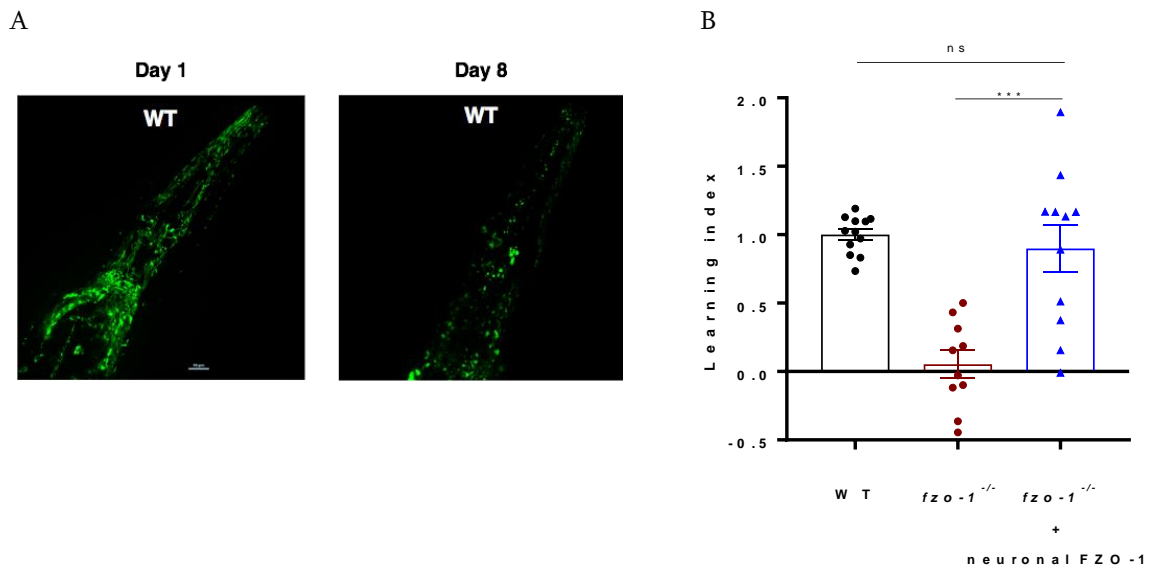 A
B
Day 1
Day 8
WT
WT
ns
***
2.0
1.5
1.0
0.5
0.0
-0.5
Learning index
WT
fzo-1 -/-
fzo-1 -/-
+
neuronal FZO-1